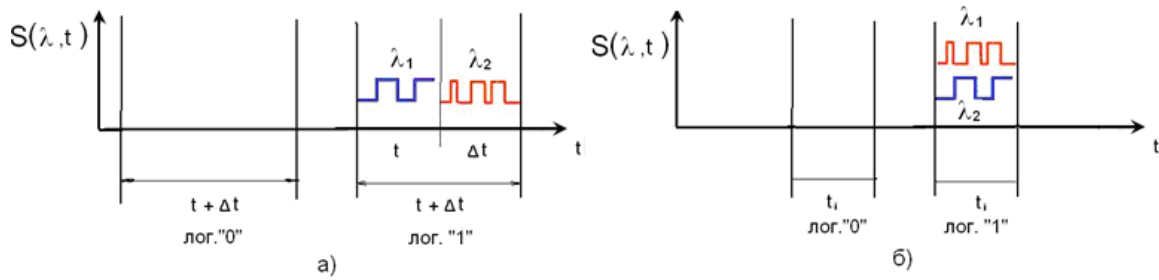 S(λ,t)
λ₁ λ₂
t Δt
t
t + Δt t + Δt
лог."0" лог. "1"
а)
S(λ,t)
λ₁
λ₂
t
tᵢ tᵢ
лог."0" лог. "1"
б)